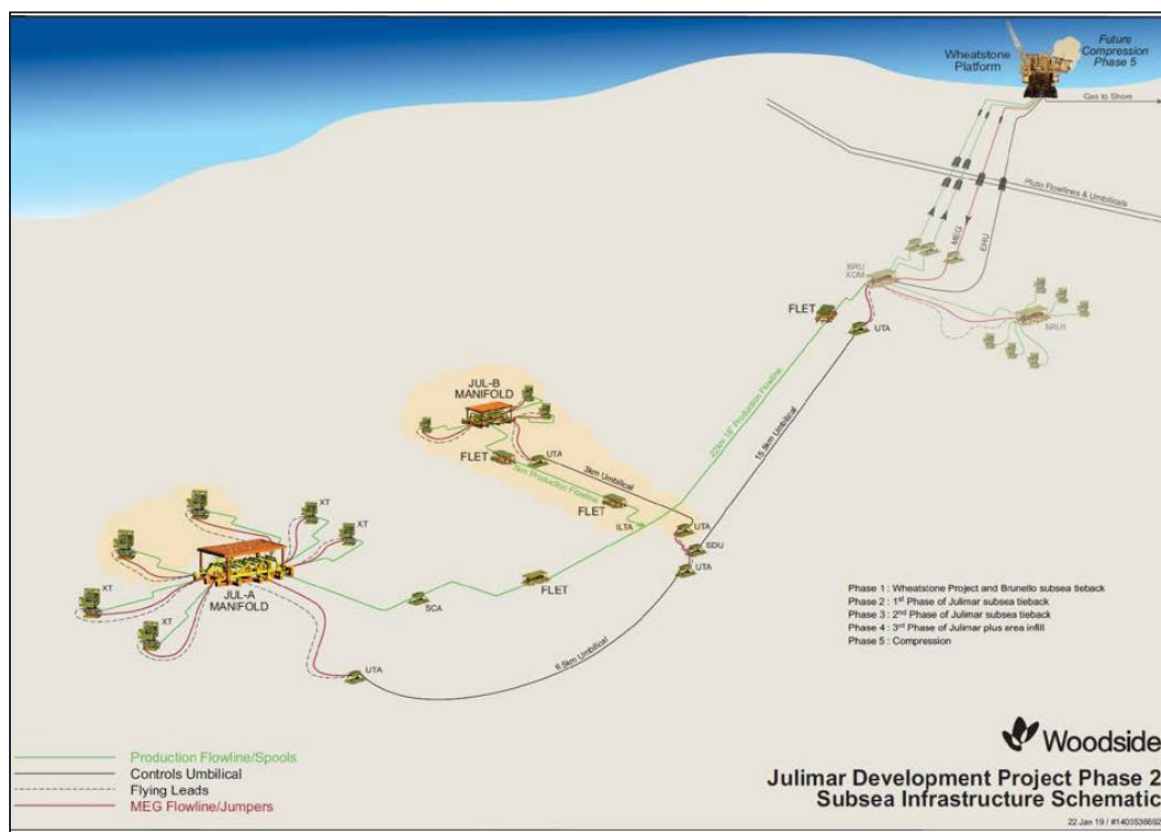 Future
Compression
Phase 5
Wheatstone
Platform
Gas to Shore
Pluto Flowlines & Umbilicals
MEG
EHU
BRU
XOM
FLET
UTA
BRU1
JUL-B
MANIFOLD
22km 18" Production Flowline
15.5km Umbilical
FLET
UTA
3km Umbilical
Production Flowline
FLET
ILTA
UTA
SDU
UTA
XT
XT
XT
XT
JUL-A
MANIFOLD
SCA
FLET
UTA
6.5km Umbilical
Phase 1 : Wheatstone Project and Brunello subsea tieback
Phase 2 : 1st Phase of Julimar subsea tieback
Phase 3 : 2nd Phase of Julimar subsea tieback
Phase 4 : 3rd Phase of Julimar plus area infill
Phase 5 : Compression
Production Flowline/Spools
Controls Umbilical
Flying Leads
MEG Flowline/Jumpers
Woodside
Julimar Development Project Phase 2
Subsea Infrastructure Schematic
22 Jan 19 / #1400536692